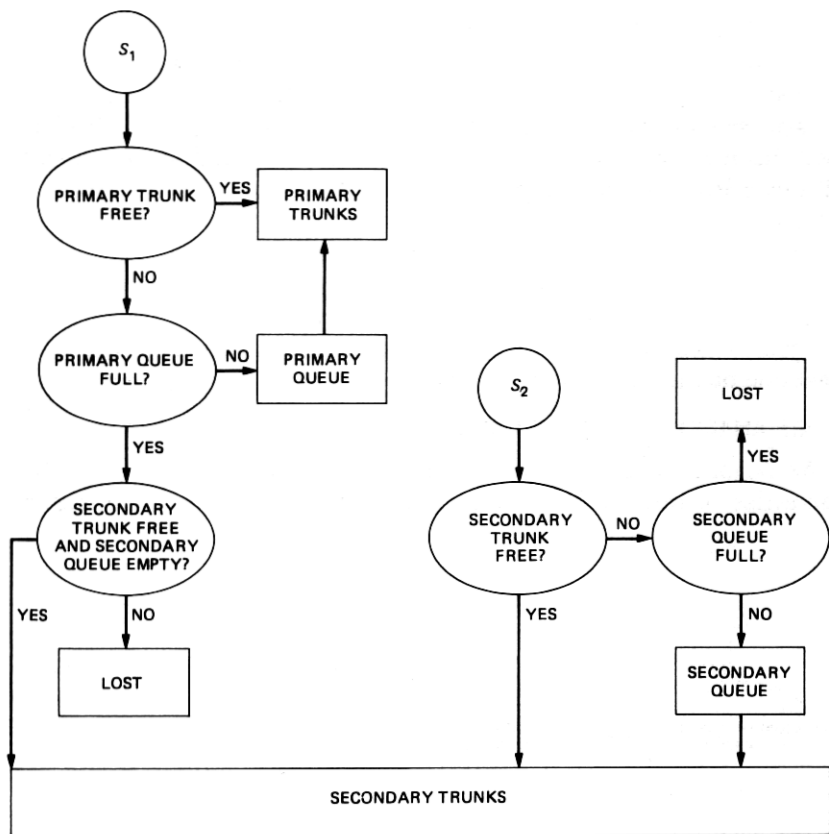 S1
PRIMARY TRUNK
FREE?
YES
PRIMARY
TRUNKS
NO
PRIMARY QUEUE
FULL?
NO
PRIMARY
QUEUE
YES
SECONDARY
TRUNK FREE
AND SECONDARY
QUEUE EMPTY?
YES
NO
LOST
S2
SECONDARY
TRUNK
FREE?
NO
YES
SECONDARY
QUEUE
FULL?
YES
LOST
NO
SECONDARY
QUEUE
SECONDARY TRUNKS